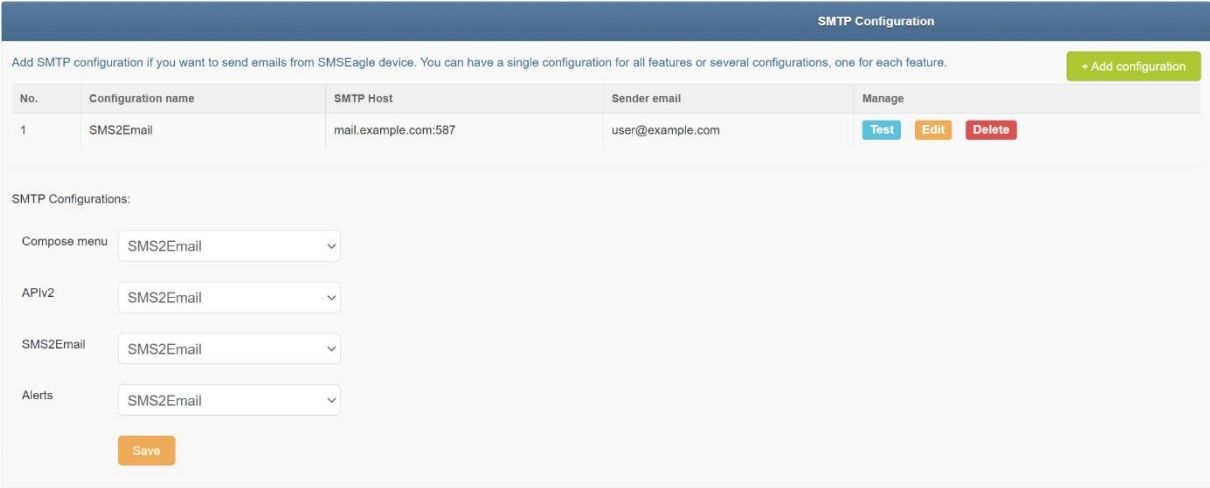 SMTP Configuration
Add SMTP configuration if you want to send emails from SMSEagle device. You can have a single configuration for all features or several configurations, one for each feature.
+ Add configuration
No. Configuration name SMTP Host Sender email Manage
1 SMS2Email mail.example.com:587 user@example.com Test Edit Delete
SMTP Configurations:
Compose menu SMS2Email
APIv2 SMS2Email
SMS2Email SMS2Email
Alerts SMS2Email
Save